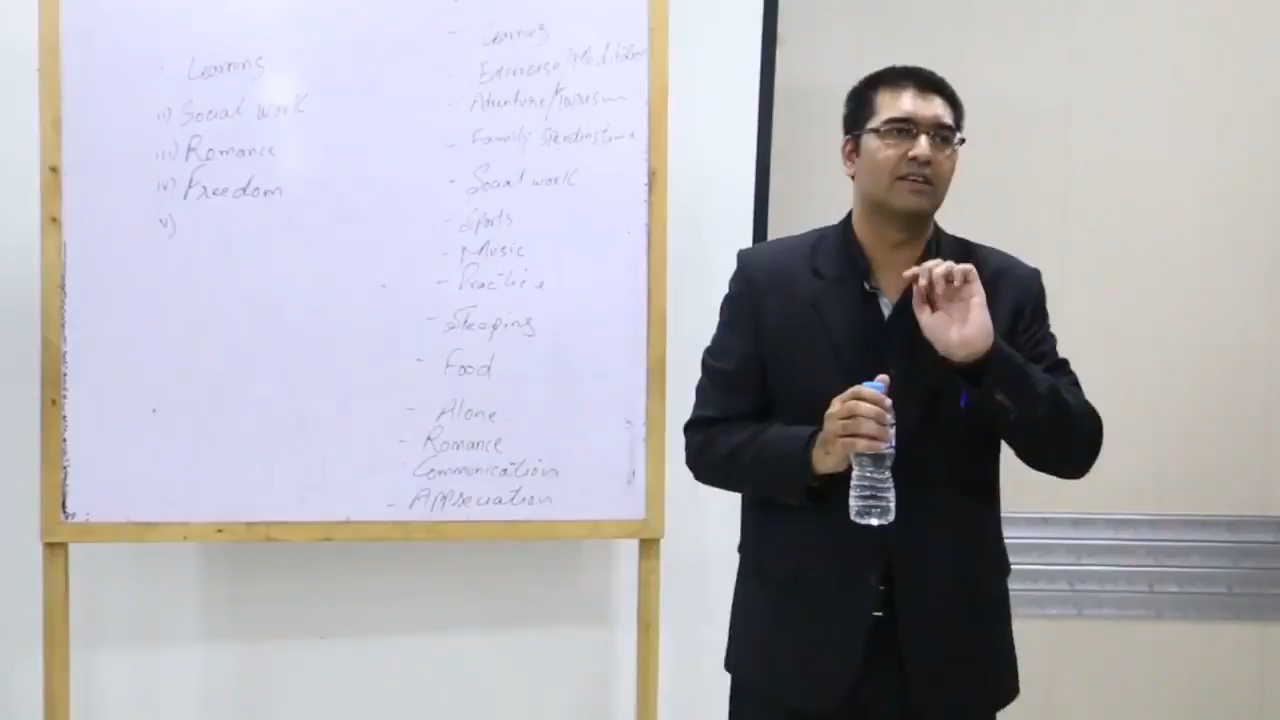 Learning
ii) Social work
iii) Romance
iv) Freedom
v)
- Learning
- Exercise/Meditation
- Adventure/Tourism
- Family
- Social work
- Sports
- Music
- Practice
- Sleeping
- Food
- Alone
- Romance
Communication
- Appreciation